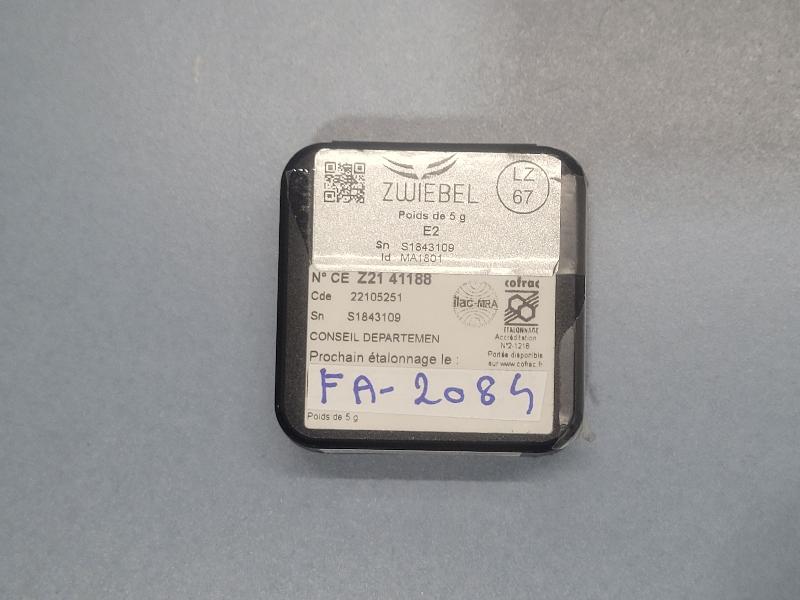 ZWIEBEL
LZ
67
Poids de 5 g
E2
Sn S1843109
Id MA1801
N° CE Z21 41188
Cde 22105251
Sn S1843109
CONSEIL DEPARTEMEN
Prochain étalonnage le :
ilac-MRA
cofrac
ÉTALONNAGE
Accréditation
N°2-1218
Portée disponible
sur www.cofrac.fr
FA-2084
Poids de 5 g